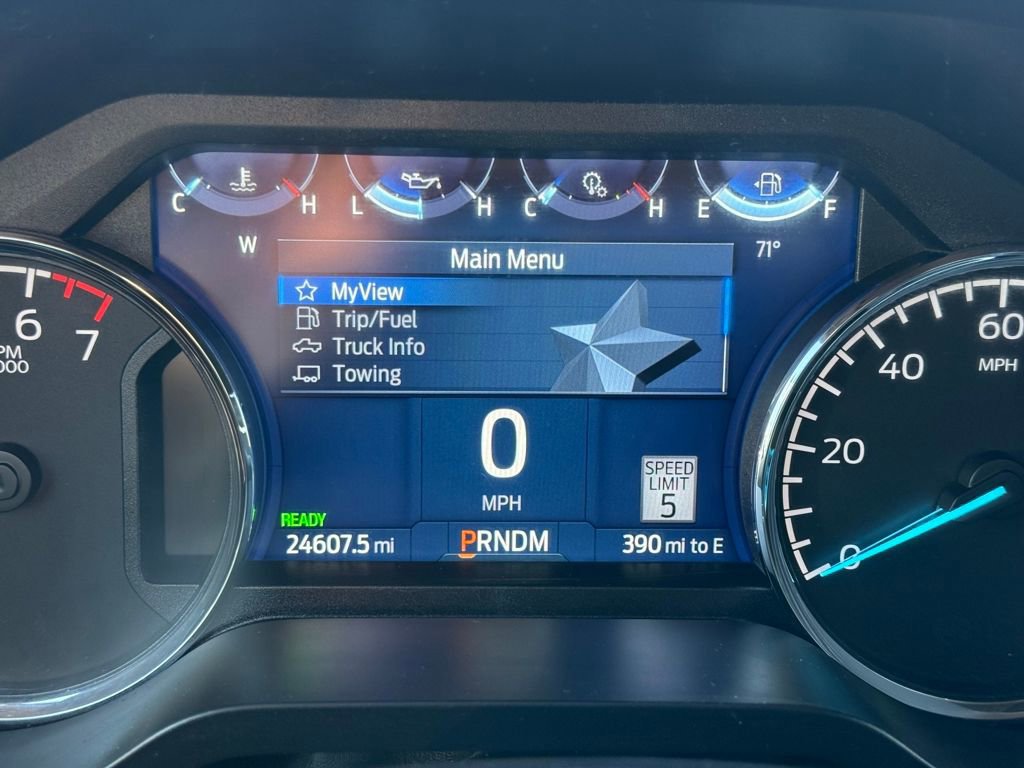 C H L H C H E F
W
71°
Main Menu
MyView
Trip/Fuel
Truck Info
Towing
6
7
000
60
MPH
40
20
0
0
MPH
SPEED
LIMIT
5
READY
24607.5 mi
PRNDM
390 mi to E